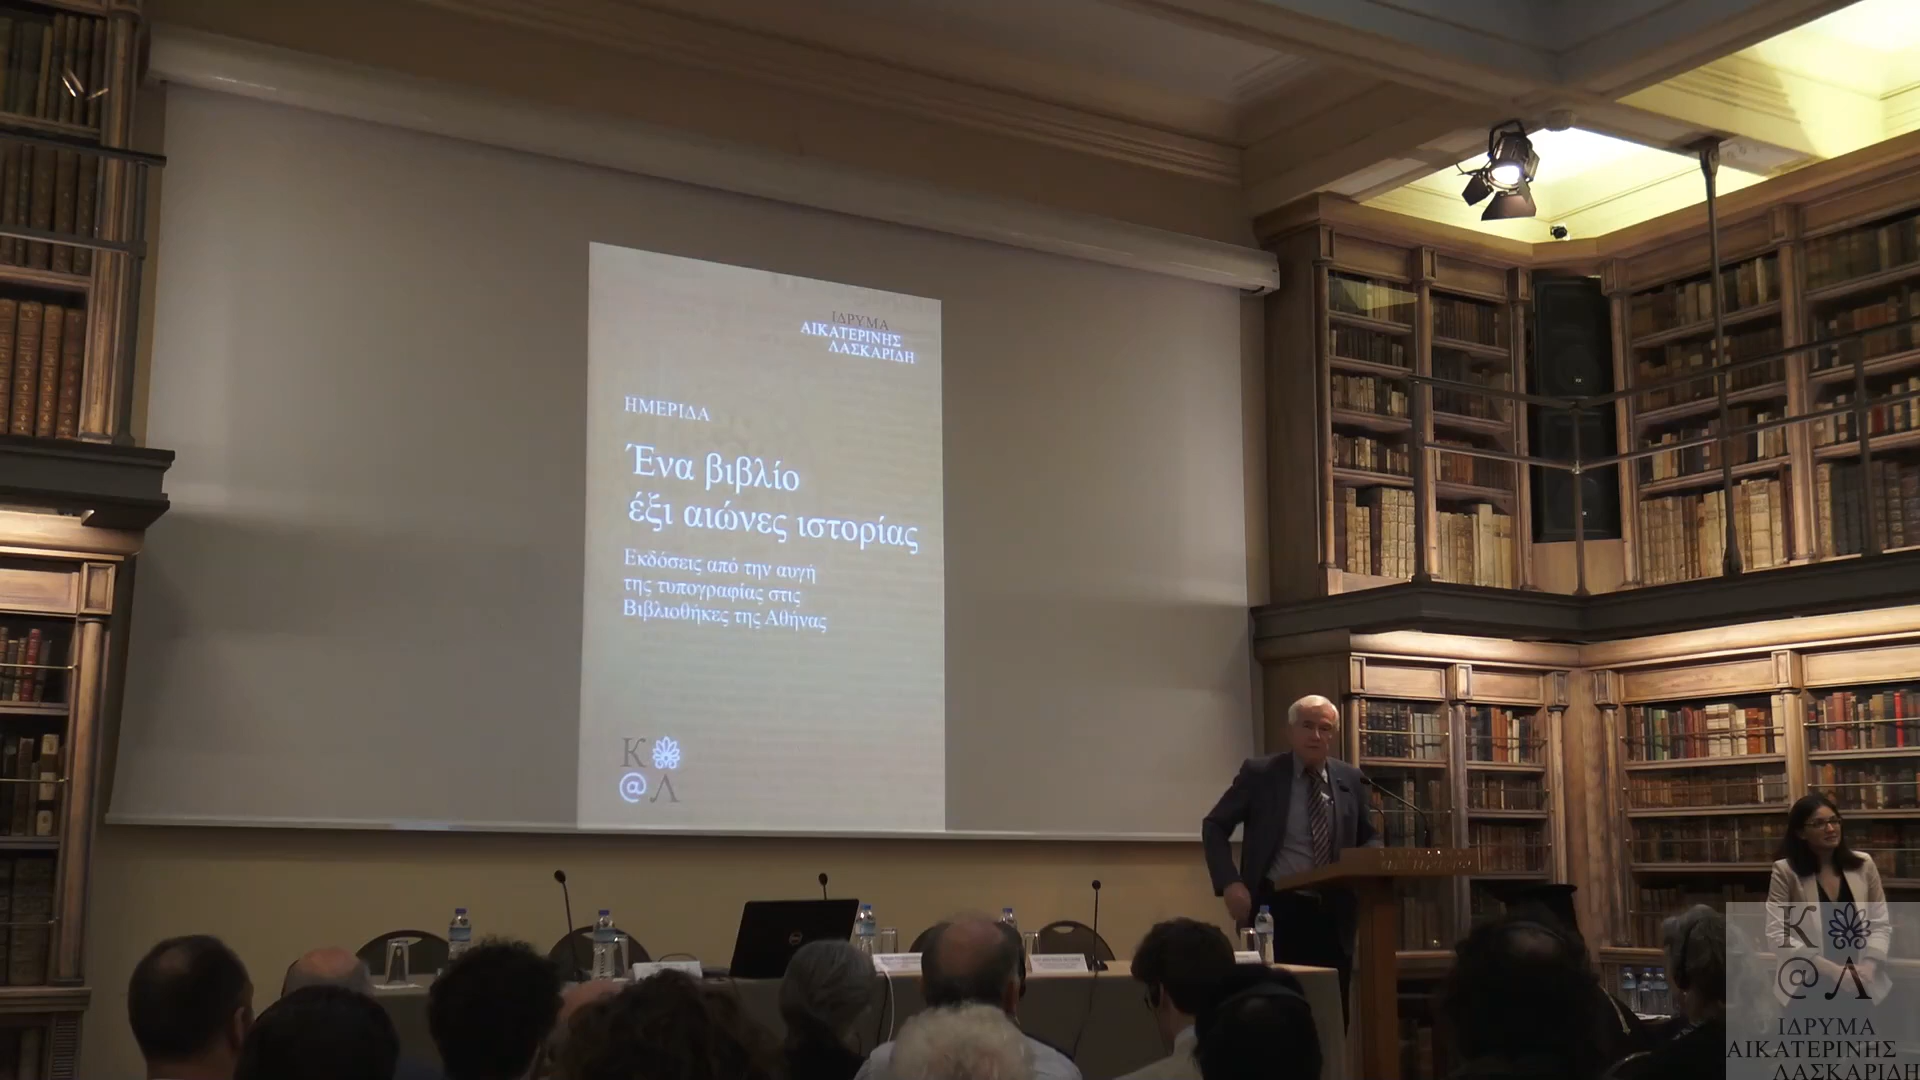 ΙΔΡΥΜΑ
ΑΙΚΑΤΕΡΙΝΗΣ
ΛΑΣΚΑΡΙΔΗ
ΗΜΕΡΙΔΑ
Ένα βιβλίο
έξι αιώνες ιστορίας
Εκδόσεις από την αυγή
της τυπογραφίας στις
Βιβλιοθήκες της Αθήνας
Κ
@ Λ
Κ
@ Λ
ΙΔΡΥΜΑ
ΑΙΚΑΤΕΡΙΝΗΣ
ΛΑΣΚΑΡΙΔΗ